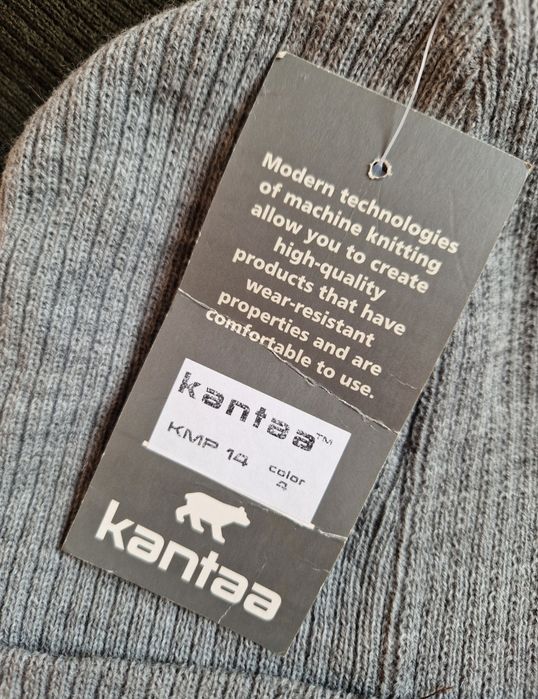 Modern technologies
of machine knitting
allow you to create
high-quality
products that have
wear-resistant
properties and are
comfortable to use.
kantaa™
KMP 14 color
kantaa